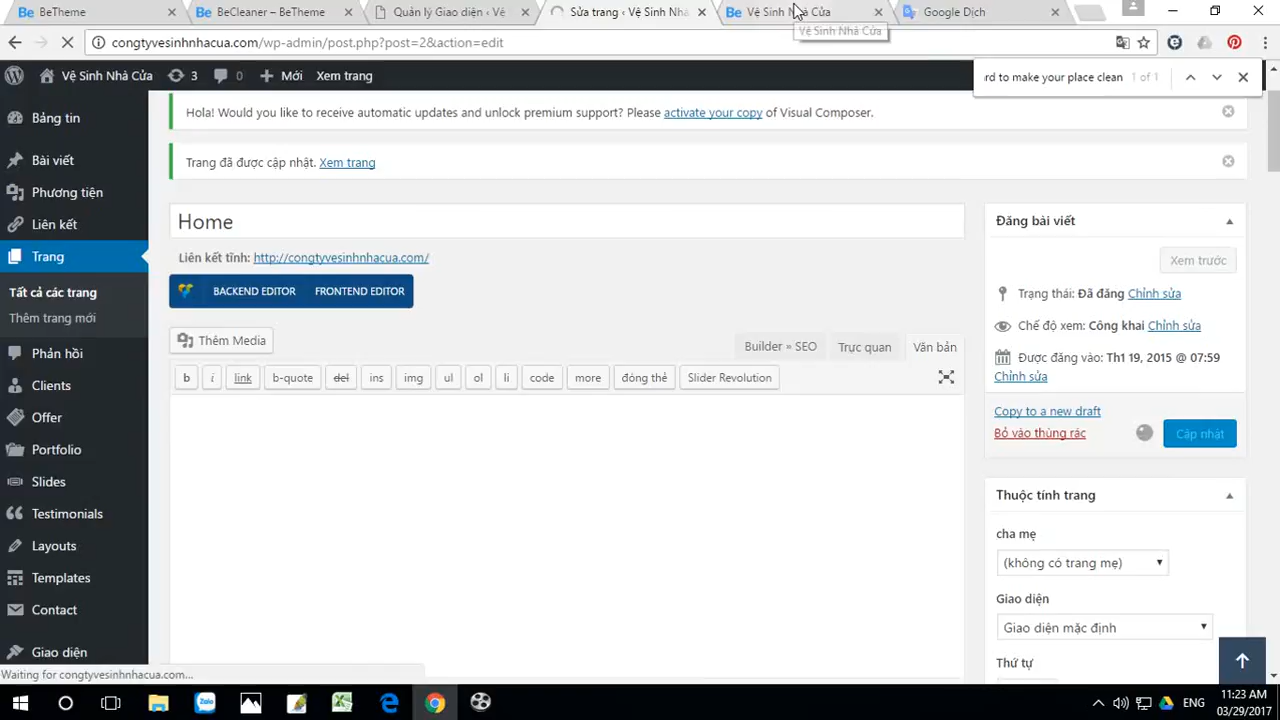 BeTheme
BeCleaner – BeTheme
Quản lý Giao diện ‹ Vệ
Sửa trang ‹ Vệ Sinh Nhà
Vệ Sinh Nhà Cửa
Google Dịch
congtyvesinhnhacua.com/wp-admin/post.php?post=2&action=edit
Vệ Sinh Nhà Cửa
Vệ Sinh Nhà Cửa 3 0 Mới Xem trang
rd to make your place clean 1 of 1
Bảng tin
Bài viết
Phương tiện
Liên kết
Trang
Tất cả các trang
Thêm trang mới
Phản hồi
Clients
Offer
Portfolio
Slides
Testimonials
Layouts
Templates
Contact
Giao diện
Hola! Would you like to receive automatic updates and unlock premium support? Please activate your copy of Visual Composer.
Trang đã được cập nhật. Xem trang
Home
Liên kết tĩnh: http://congtyvesinhnhacua.com/
BACKEND EDITOR FRONTEND EDITOR
Thêm Media
Builder » SEO Trực quan Văn bản
b i link b-quote del ins img ul ol li code more đóng thẻ Slider Revolution
Đăng bài viết
Xem trước
Trạng thái: Đã đăng Chỉnh sửa
Chế độ xem: Công khai Chỉnh sửa
Được đăng vào: Th1 19, 2015 @ 07:59
Chỉnh sửa
Copy to a new draft
Bỏ vào thùng rác
Cập nhật
Thuộc tính trang
cha mẹ
(không có trang mẹ)
Giao diện
Giao diện mặc định
Thứ tự
Waiting for congtyvesinhnhacua.com...
Zalo
ENG
11:23 AM
03/29/2017